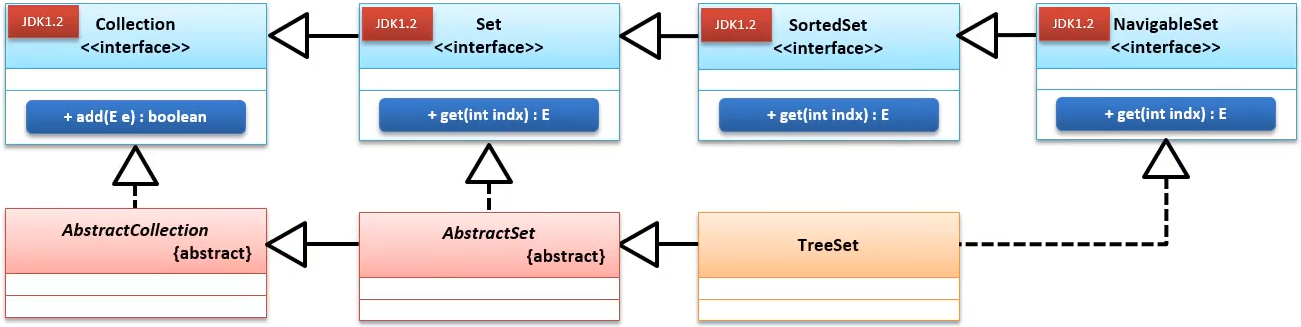 JDK1.2
Collection
<<interface>>
+ add(E e) : boolean
JDK1.2
Set
<<interface>>
+ get(int indx) : E
JDK1.2
SortedSet
<<interface>>
+ get(int indx) : E
JDK1.2
NavigableSet
<<interface>>
+ get(int indx) : E
AbstractCollection
{abstract}
AbstractSet
{abstract}
TreeSet